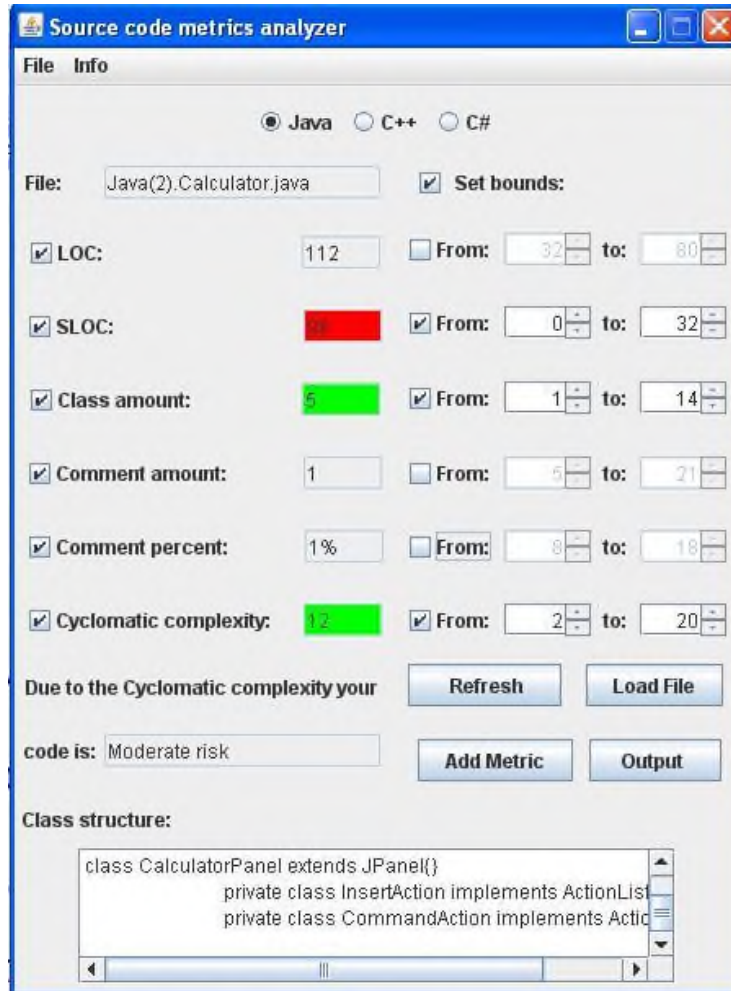 Source code metrics analyzer
File Info
Java C++ C#
File: Java(2).Calculator.java Set bounds:
LOC: 112 From: 32 to: 80
SLOC: From: 0 to: 32
Class amount: 5 From: 1 to: 14
Comment amount: 1 From: 5 to: 21
Comment percent: 1% From: 8 to: 18
Cyclomatic complexity: 12 From: 2 to: 20
Due to the Cyclomatic complexity your Refresh Load File
code is: Moderate risk Add Metric Output
Class structure:
class CalculatorPanel extends JPanel{}
private class InsertAction implements ActionList
private class CommandAction implements Actio